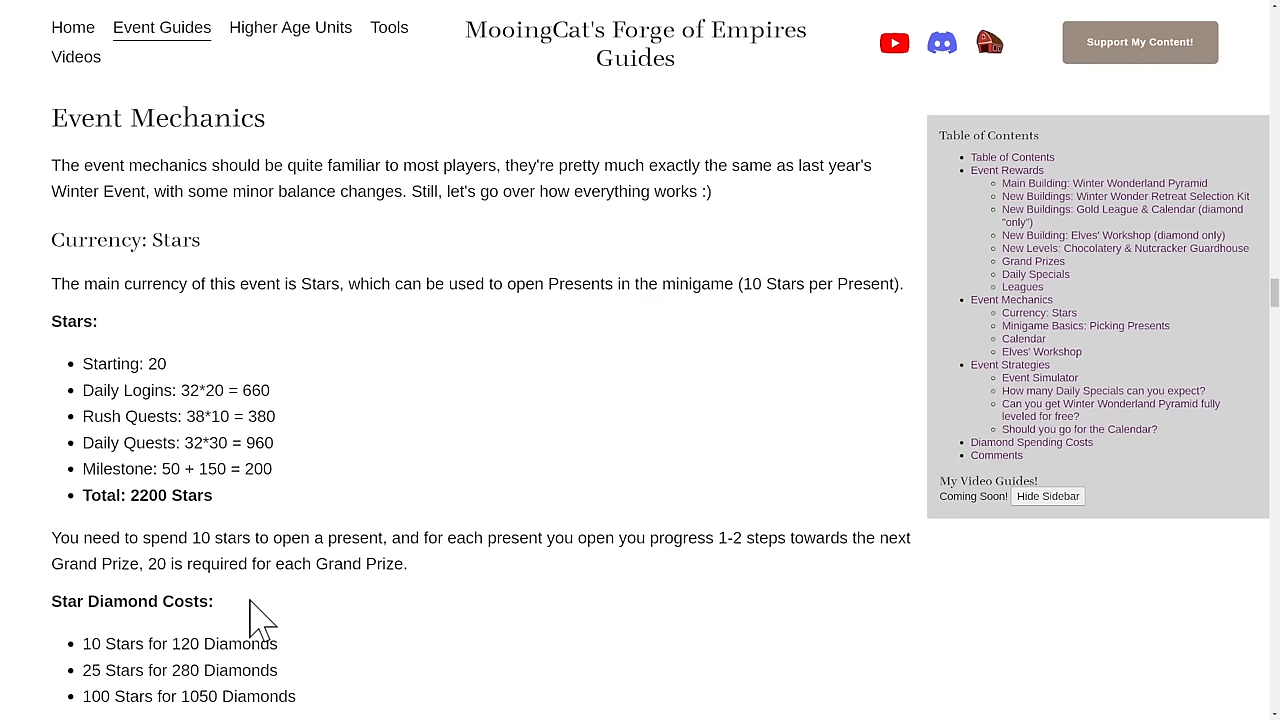 Home Event Guides Higher Age Units Tools
Videos
MooingCat's Forge of Empires
Guides
Support My Content!
Event Mechanics
The event mechanics should be quite familiar to most players, they're pretty much exactly the same as last year's
Winter Event, with some minor balance changes. Still, let's go over how everything works :)
Currency: Stars
The main currency of this event is Stars, which can be used to open Presents in the minigame (10 Stars per Present).
Stars:
Starting: 20
Daily Logins: 32*20 = 660
Rush Quests: 38*10 = 380
Daily Quests: 32*30 = 960
Milestone: 50 + 150 = 200
Total: 2200 Stars
You need to spend 10 stars to open a present, and for each present you open you progress 1-2 steps towards the next
Grand Prize, 20 is required for each Grand Prize.
Star Diamond Costs:
10 Stars for 120 Diamonds
25 Stars for 280 Diamonds
100 Stars for 1050 Diamonds
Table of Contents
Table of Contents
Event Rewards
Main Building: Winter Wonderland Pyramid
New Buildings: Winter Wonder Retreat Selection Kit
New Buildings: Gold League & Calendar (diamond
"only")
New Building: Elves' Workshop (diamond only)
New Levels: Chocolatery & Nutcracker Guardhouse
Grand Prizes
Daily Specials
Leagues
Event Mechanics
Currency: Stars
Minigame Basics: Picking Presents
Calendar
Elves' Workshop
Event Strategies
Event Simulator
How many Daily Specials can you expect?
Can you get Winter Wonderland Pyramid fully
leveled for free?
Should you go for the Calendar?
Diamond Spending Costs
Comments
My Video Guides!
Coming Soon! Hide Sidebar